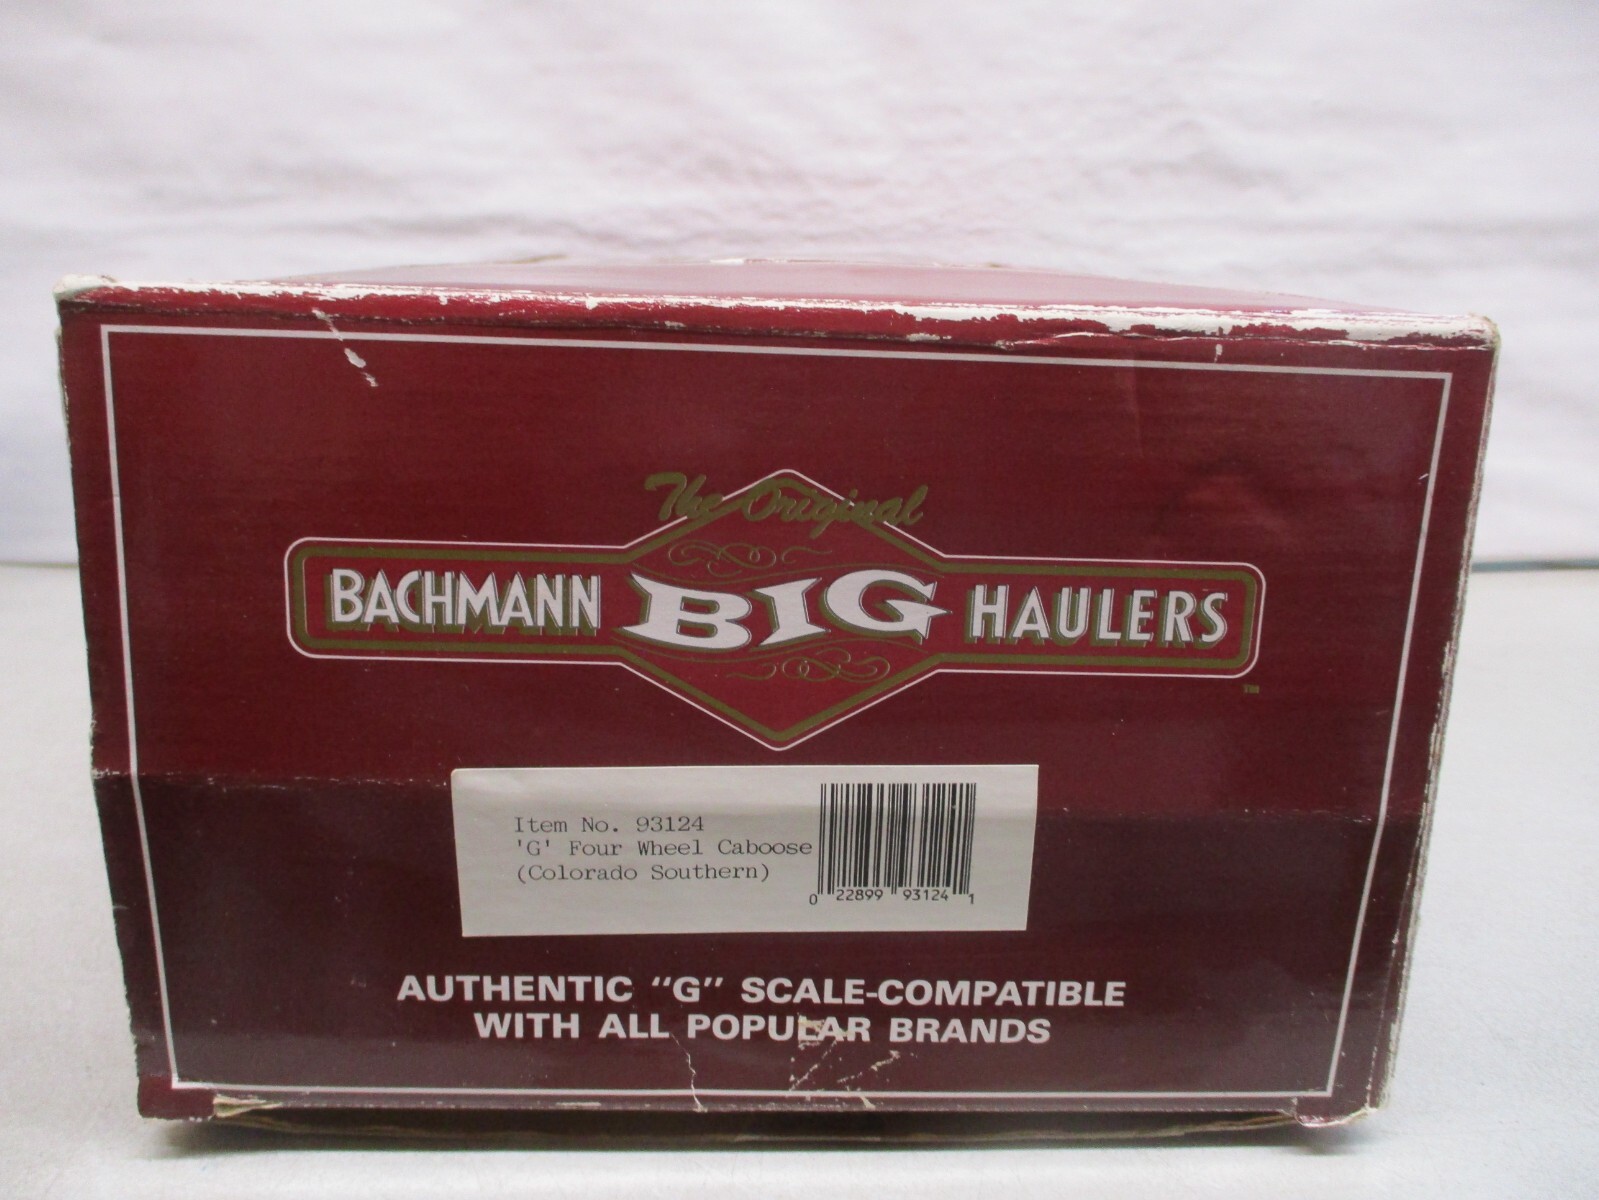 The Original
BACHMANN BIG HAULERS
TM
Item No. 93124
'G' Four Wheel Caboose
(Colorado Southern)
0 22899 93124 1
AUTHENTIC "G" SCALE-COMPATIBLE
WITH ALL POPULAR BRANDS